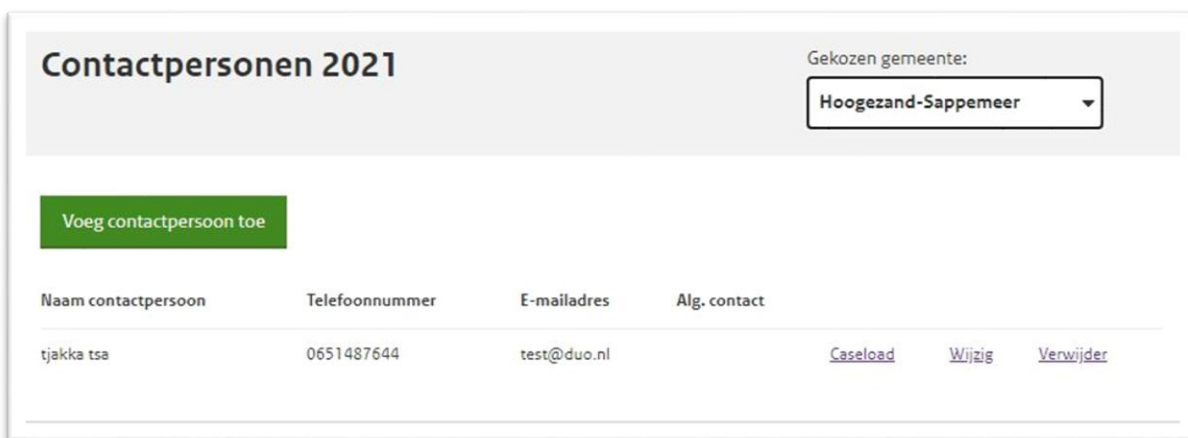 Contactpersonen 2021
Gekozen gemeente:
Hoogezand-Sappemeer
Voeg contactpersoon toe
Naam contactpersoon Telefoonnummer E-mailadres Alg. contact
tjakka tsa 0651487644 test@duo.nl Caseload Wijzig Verwijder